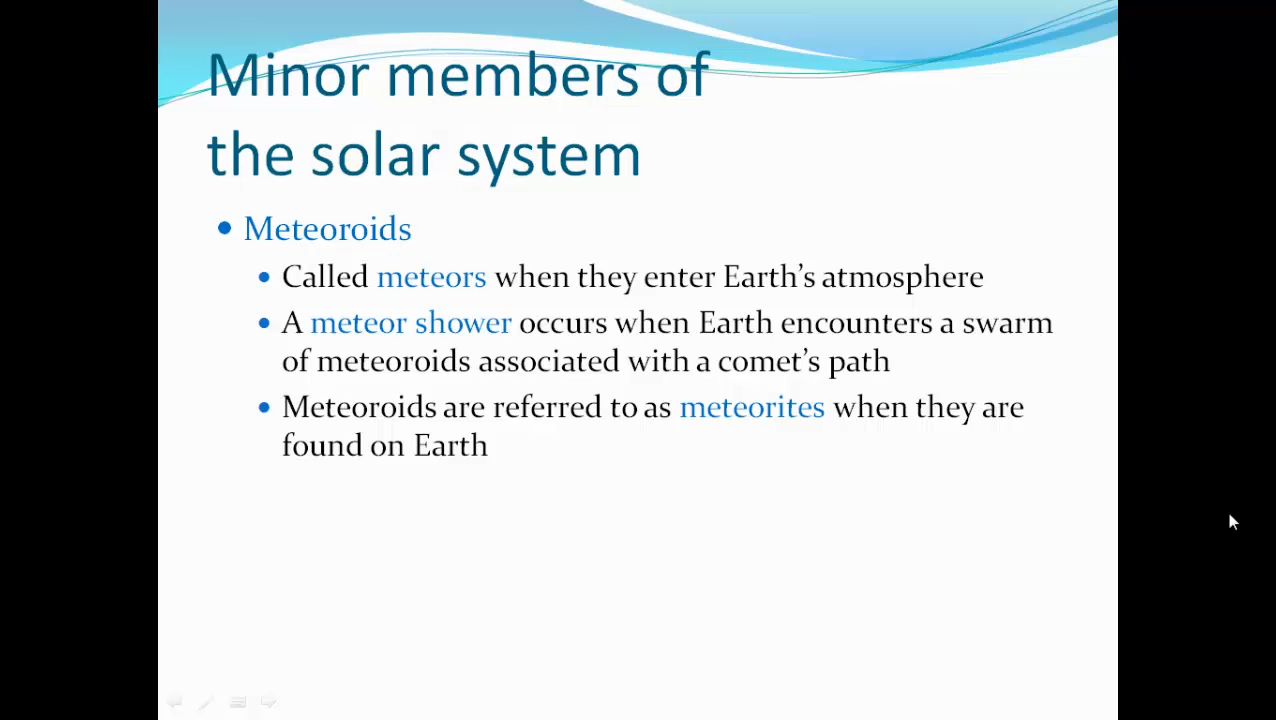 Minor members of
the solar system
• Meteoroids
• Called meteors when they enter Earth’s atmosphere
• A meteor shower occurs when Earth encounters a swarm
of meteoroids associated with a comet’s path
• Meteoroids are referred to as meteorites when they are
found on Earth